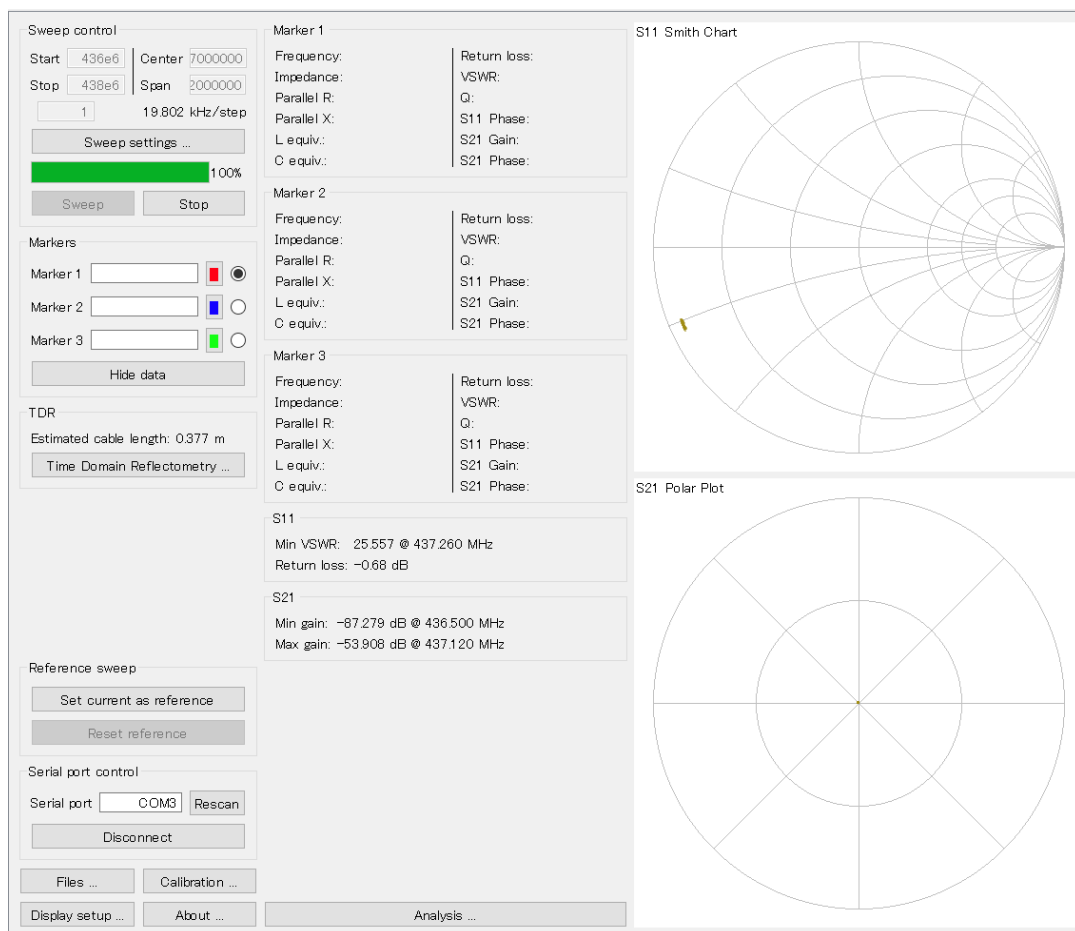 Sweep control
Start 436e6 Center 7000000
Stop 438e6 Span 2000000
1 19.802 kHz/step
Sweep settings ...
100%
Sweep Stop
Markers
Marker 1
Marker 2
Marker 3
Hide data
TDR
Estimated cable length: 0.377 m
Time Domain Reflectometry ...
Reference sweep
Set current as reference
Reset reference
Serial port control
Serial port COM3 Rescan
Disconnect
Files ... Calibration ...
Display setup ... About ...
Marker 1
Frequency: Return loss:
Impedance: VSWR:
Parallel R: Q:
Parallel X: S11 Phase:
L equiv.: S21 Gain:
C equiv.: S21 Phase:
Marker 2
Frequency: Return loss:
Impedance: VSWR:
Parallel R: Q:
Parallel X: S11 Phase:
L equiv.: S21 Gain:
C equiv.: S21 Phase:
Marker 3
Frequency: Return loss:
Impedance: VSWR:
Parallel R: Q:
Parallel X: S11 Phase:
L equiv.: S21 Gain:
C equiv.: S21 Phase:
S11
Min VSWR: 25.557 @ 437.260 MHz
Return loss: -0.68 dB
S21
Min gain: -87.279 dB @ 436.500 MHz
Max gain: -53.908 dB @ 437.120 MHz
Analysis ...
S11 Smith Chart
S21 Polar Plot